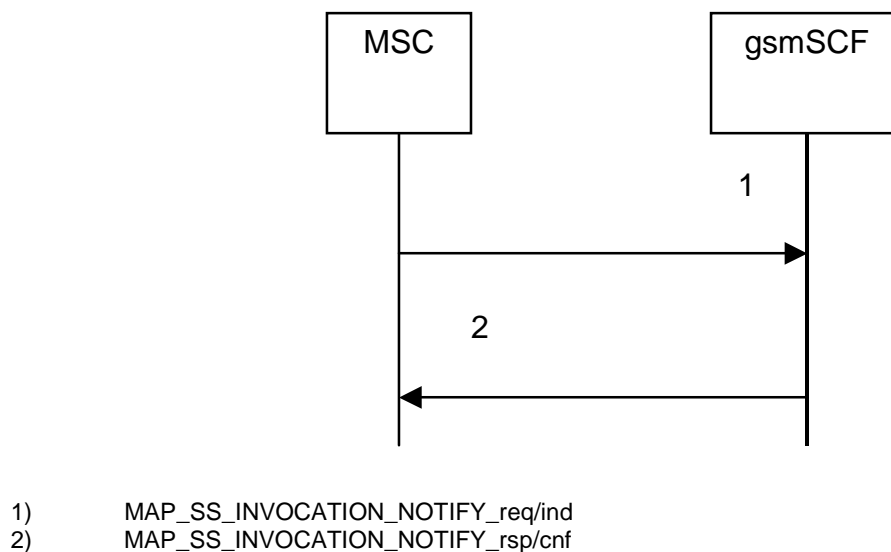 MSC
gsmSCF
1
2
1) MAP_SS_INVOCATION_NOTIFY_req/ind
2) MAP_SS_INVOCATION_NOTIFY_rsp/cnf